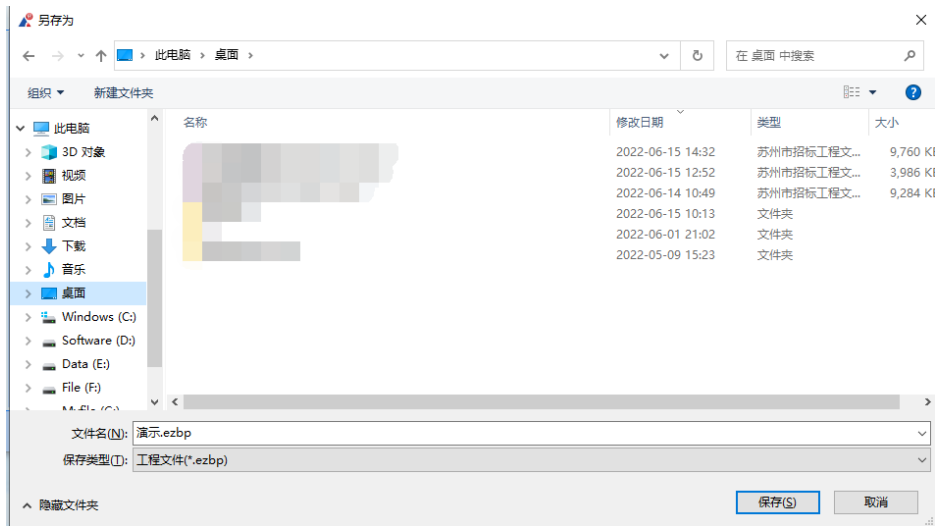 另存为
此电脑 › 桌面 ›
在 桌面 中搜索
组织 新建文件夹
名称 修改日期 类型 大小
此电脑
3D 对象
视频
图片
文档
下载
音乐
桌面
Windows (C:)
Software (D:)
Data (E:)
File (F:)
2022-06-15 14:32 苏州市招标工程文... 9,760 KB
2022-06-15 12:52 苏州市招标工程文... 3,986 KB
2022-06-14 10:49 苏州市招标工程文... 9,284 KB
2022-06-15 10:13 文件夹
2022-06-01 21:02 文件夹
2022-05-09 15:23 文件夹
文件名(N): 演示.ezbp
保存类型(T): 工程文件(*.ezbp)
隐藏文件夹
保存(S) 取消